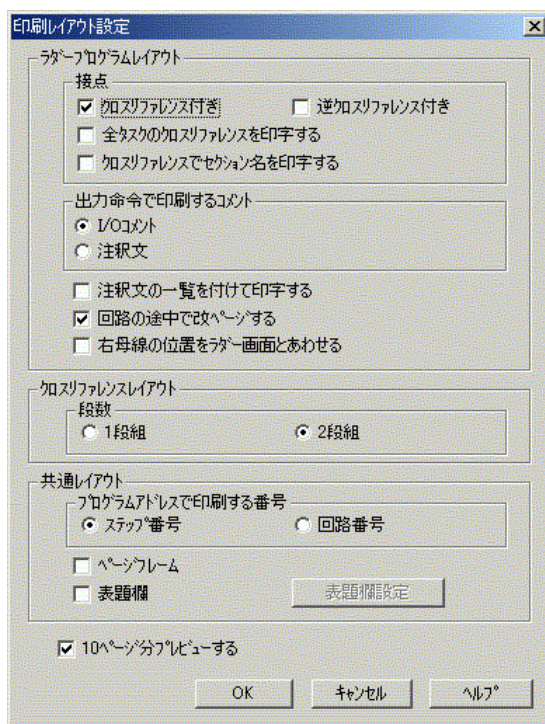 印刷レイアウト設定
ラダープログラムレイアウト
接点
クロスリファレンス付き 逆クロスリファレンス付き
全タスクのクロスリファレンスを印字する
クロスリファレンスでセクション名を印字する
出力命令で印刷するコメント
I/Oコメント
注釈文
注釈文の一覧を付けて印字する
回路の途中で改ページする
右母線の位置をラダー画面とあわせる
クロスリファレンスレイアウト
段数
1段組 2段組
共通レイアウト
プログラムアドレスで印刷する番号
ステップ番号 回路番号
ページフレーム
表題欄 表題欄設定
10ページ分プレビューする
OK キャンセル ヘルプ